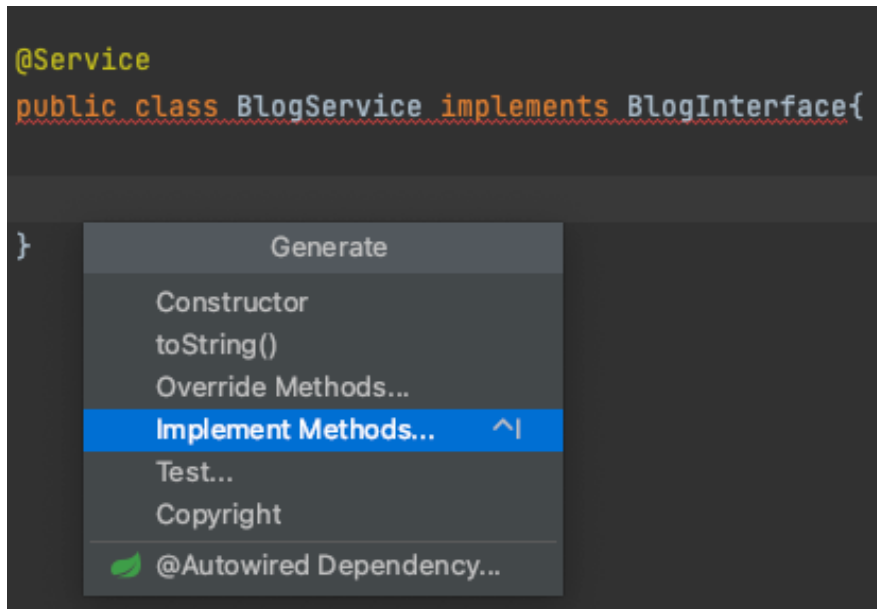 @Service
public class BlogService implements BlogInterface{
}
Generate
Constructor
toString()
Override Methods...
Implement Methods... ^I
Test...
Copyright
@Autowired Dependency...